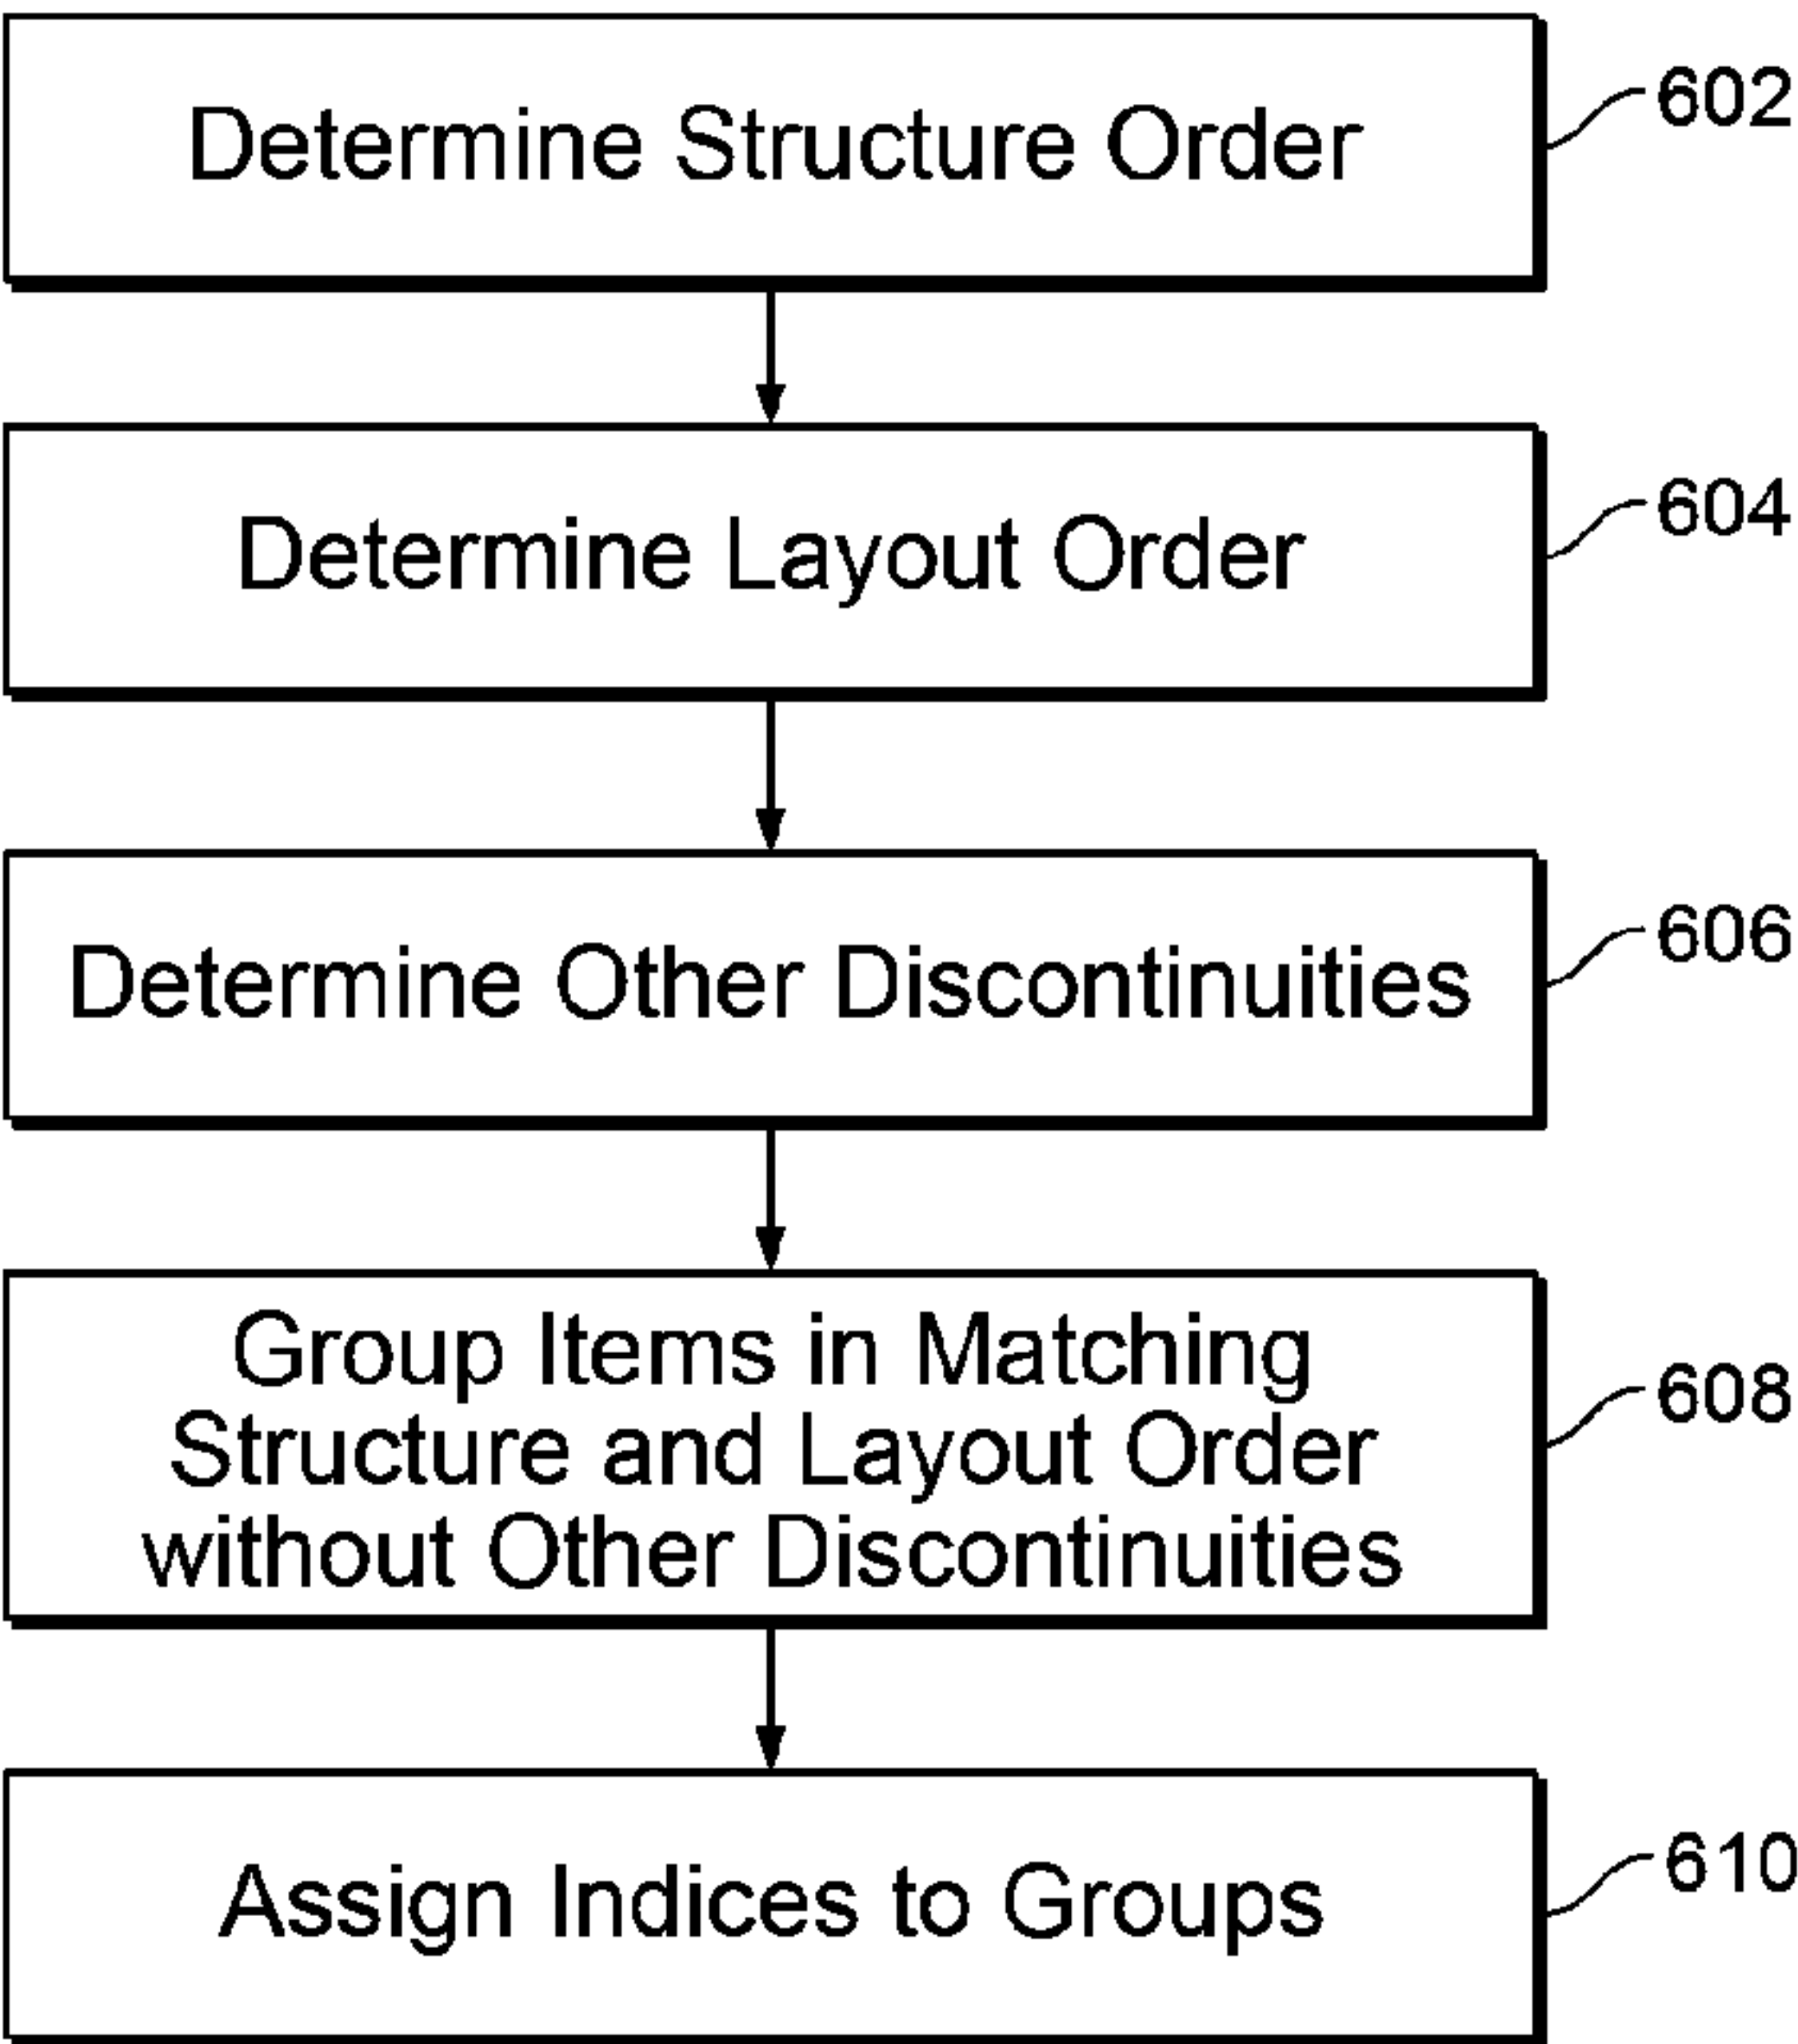 Determine Structure Order
602
Determine Layout Order
604
Determine Other Discontinuities
606
Group Items in Matching
Structure and Layout Order
without Other Discontinuities
608
Assign Indices to Groups
610